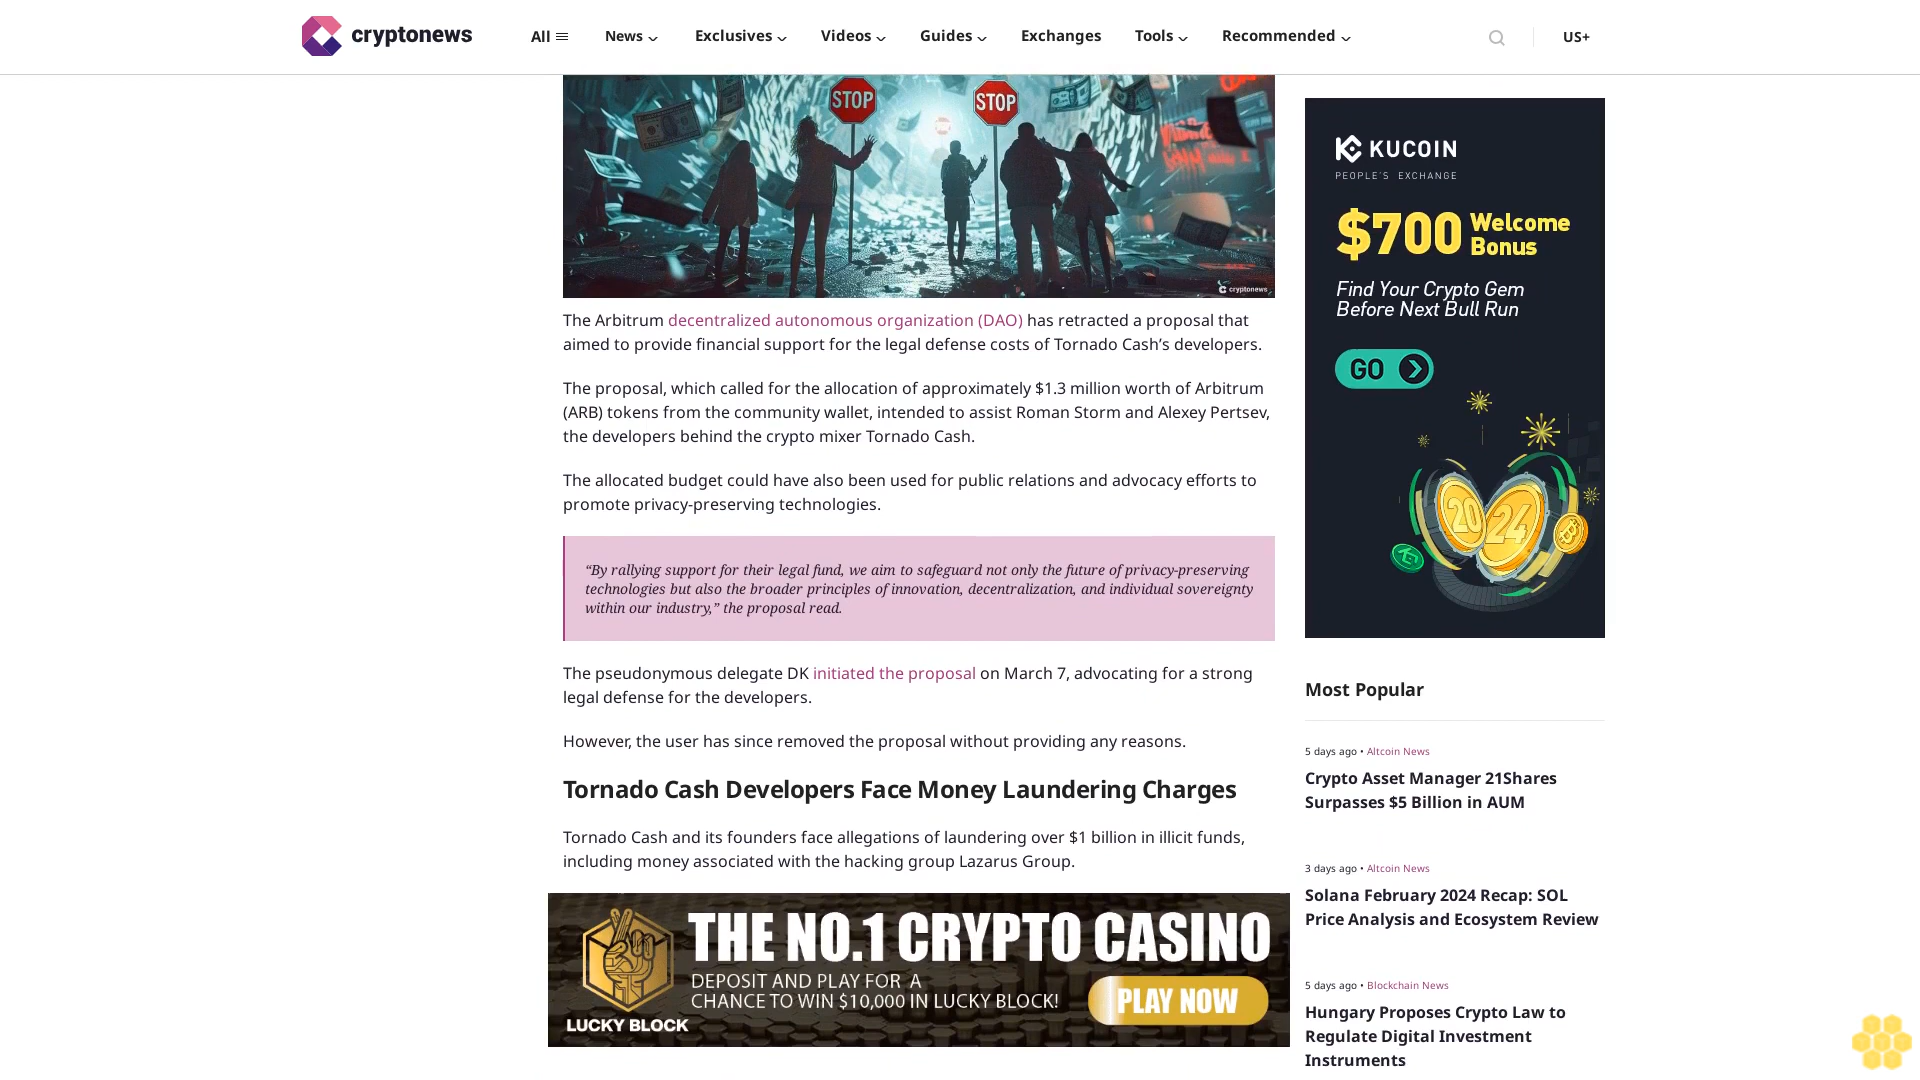 cryptonews
All
News
Exclusives
Videos
Guides
Exchanges
Tools
Recommended
US+
STOP
STOP
cryptonews
The Arbitrum decentralized autonomous organization (DAO) has retracted a proposal that
aimed to provide financial support for the legal defense costs of Tornado Cash’s developers.
The proposal, which called for the allocation of approximately $1.3 million worth of Arbitrum
(ARB) tokens from the community wallet, intended to assist Roman Storm and Alexey Pertsev,
the developers behind the crypto mixer Tornado Cash.
The allocated budget could have also been used for public relations and advocacy efforts to
promote privacy-preserving technologies.
“By rallying support for their legal fund, we aim to safeguard not only the future of privacy-preserving
technologies but also the broader principles of innovation, decentralization, and individual sovereignty
within our industry,” the proposal read.
The pseudonymous delegate DK initiated the proposal on March 7, advocating for a strong
legal defense for the developers.
However, the user has since removed the proposal without providing any reasons.
Tornado Cash Developers Face Money Laundering Charges
Tornado Cash and its founders face allegations of laundering over $1 billion in illicit funds,
including money associated with the hacking group Lazarus Group.
THE NO.1 CRYPTO CASINO
DEPOSIT AND PLAY FOR A
CHANCE TO WIN $10,000 IN LUCKY BLOCK!
PLAY NOW
LUCKY BLOCK
KUCOIN
PEOPLE'S EXCHANGE
$700 Welcome
Bonus
Find Your Crypto Gem
Before Next Bull Run
GO
20
24
Most Popular
5 days ago • Altcoin News
Crypto Asset Manager 21Shares
Surpasses $5 Billion in AUM
3 days ago • Altcoin News
Solana February 2024 Recap: SOL
Price Analysis and Ecosystem Review
5 days ago • Blockchain News
Hungary Proposes Crypto Law to
Regulate Digital Investment
Instruments